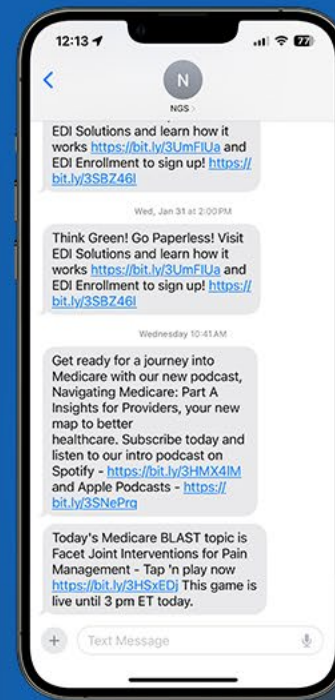 12:13
77
N
NGS
EDI Solutions and learn how it
works https://bit.ly/3UmFIUa and
EDI Enrollment to sign up! https://
bit.ly/3SBZ46I
Wed, Jan 31 at 2:00 PM
Think Green! Go Paperless! Visit
EDI Solutions and learn how it
works https://bit.ly/3UmFIUa and
EDI Enrollment to sign up! https://
bit.ly/3SBZ46I
Wednesday 10:41 AM
Get ready for a journey into
Medicare with our new podcast,
Navigating Medicare: Part A
Insights for Providers, your new
map to better
healthcare. Subscribe today and
listen to our intro podcast on
Spotify - https://bit.ly/3HMX4IM
and Apple Podcasts - https://
bit.ly/3SNePrq
Today's Medicare BLAST topic is
Facet Joint Interventions for Pain
Management - Tap 'n play now
https://bit.ly/3HSxEDj This game is
live until 3 pm ET today.
Text Message